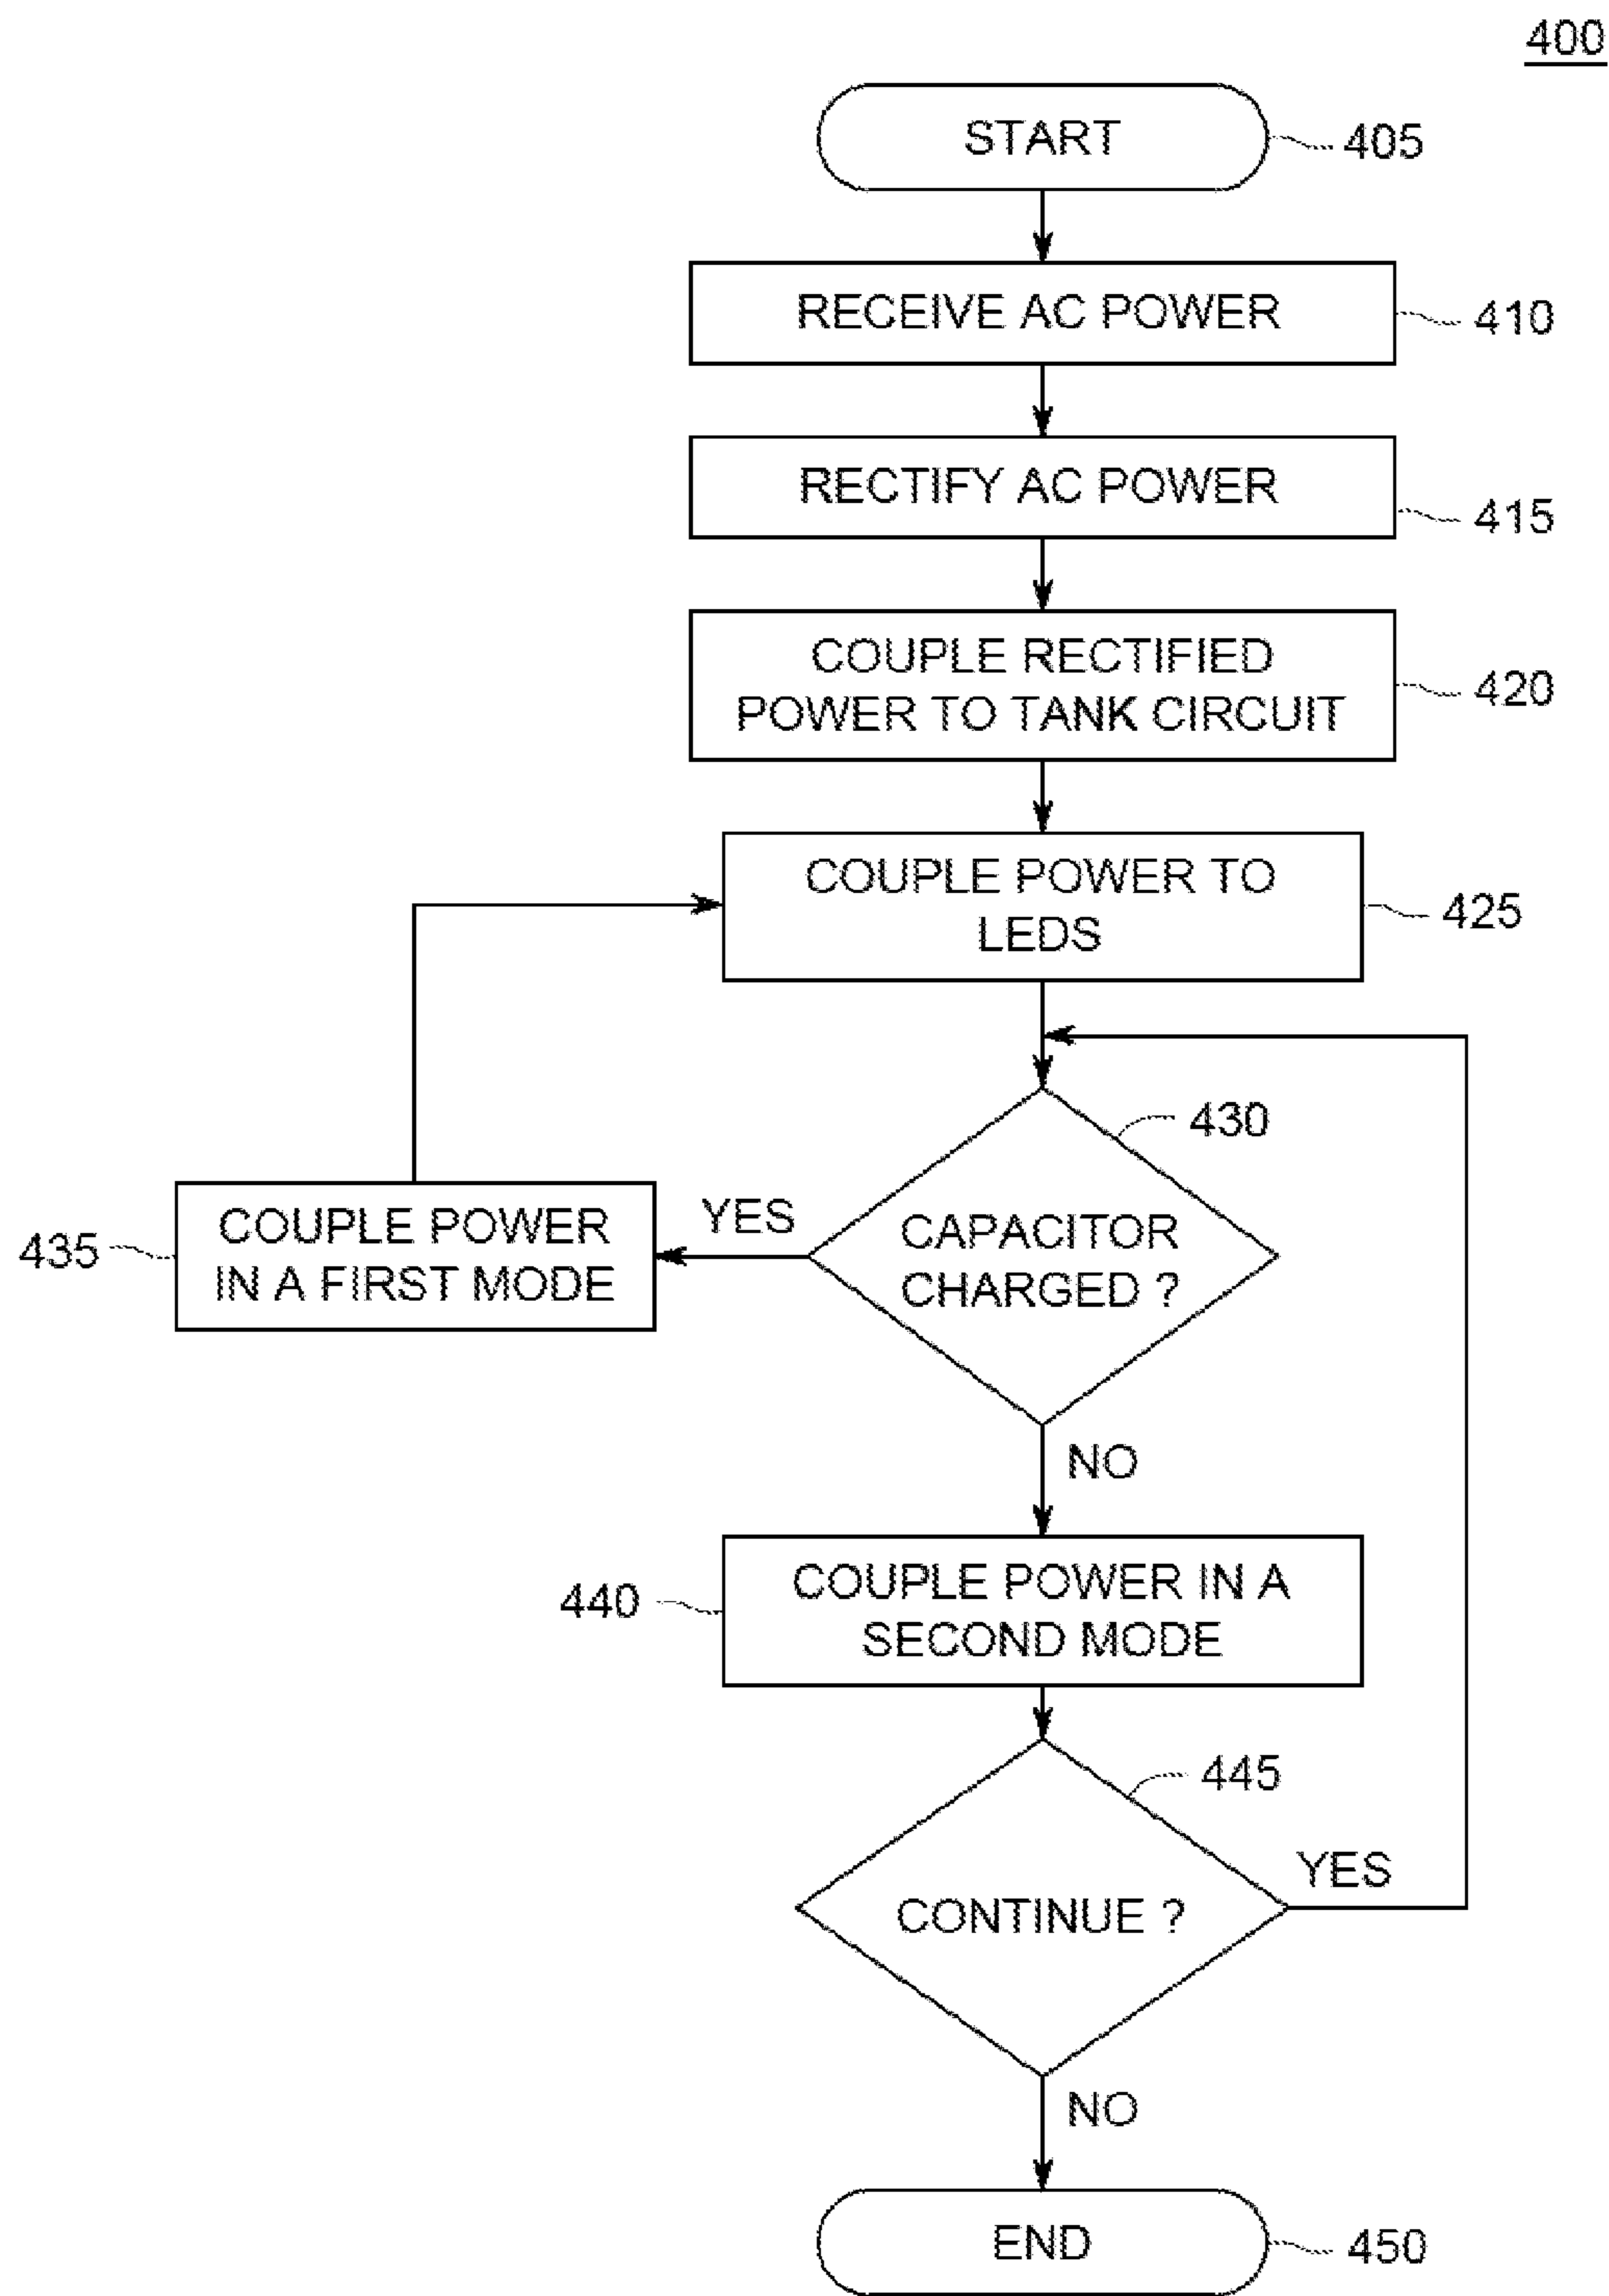 400
START
405
RECEIVE AC POWER
410
RECTIFY AC POWER
415
COUPLE RECTIFIED
POWER TO TANK CIRCUIT
420
COUPLE POWER TO
LEDS
425
430
CAPACITOR
CHARGED ?
YES
COUPLE POWER
IN A FIRST MODE
435
NO
COUPLE POWER IN A
SECOND MODE
440
445
CONTINUE ?
YES
NO
END
450